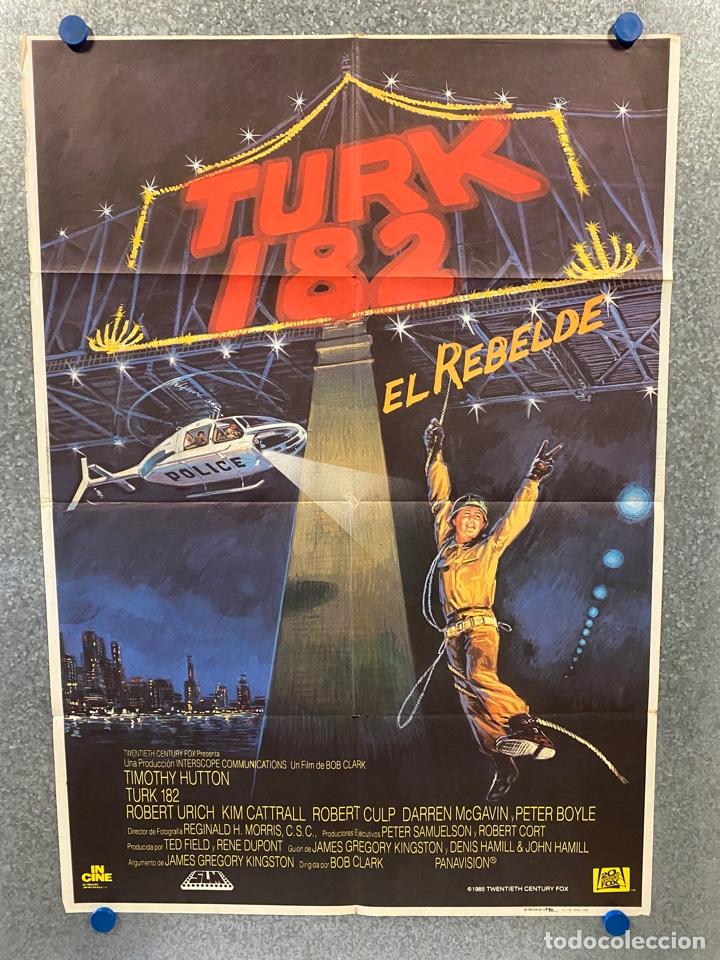 TURK
182
EL REBELDE
POLICE
TWENTIETH CENTURY FOX Presenta
Una Producción INTERSCOPE COMMUNICATIONS Un Film de BOB CLARK
TIMOTHY HUTTON
TURK 182
ROBERT URICH KIM CATTRALL ROBERT CULP DARREN McGAVIN y PETER BOYLE
Director de Fotografía REGINALD H. MORRIS, C.S.C., Productores Ejecutivos PETER SAMUELSON y ROBERT CORT
Producida por TED FIELD y RENE DUPONT Guión de JAMES GREGORY KINGSTON, DENIS HAMILL & JOHN HAMILL
Argumento de JAMES GREGORY KINGSTON Dirigida por BOB CLARK PANAVISION®
IN
CINE
SLM
©1985 TWENTIETH CENTURY FOX
20
CENTURY
FOX
todocoleccion
todocoleccion.net